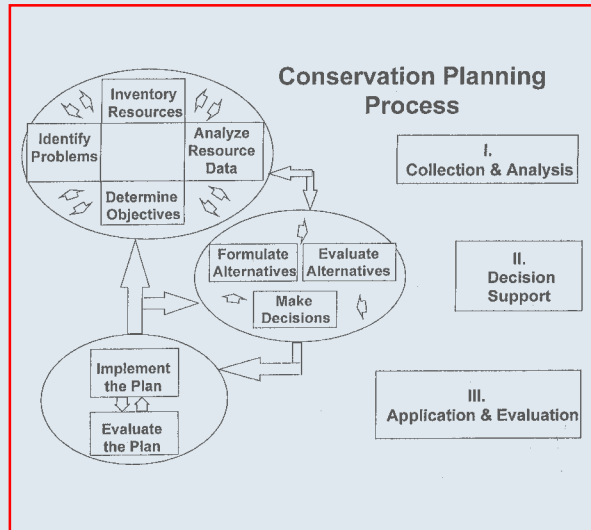 Conservation Planning
Process
Inventory
Resources
Identify
Problems
Analyze
Resource
Data
Determine
Objectives
I.
Collection & Analysis
Formulate
Alternatives
Evaluate
Alternatives
Make
Decisions
II.
Decision
Support
Implement
the Plan
Evaluate
the Plan
III.
Application & Evaluation